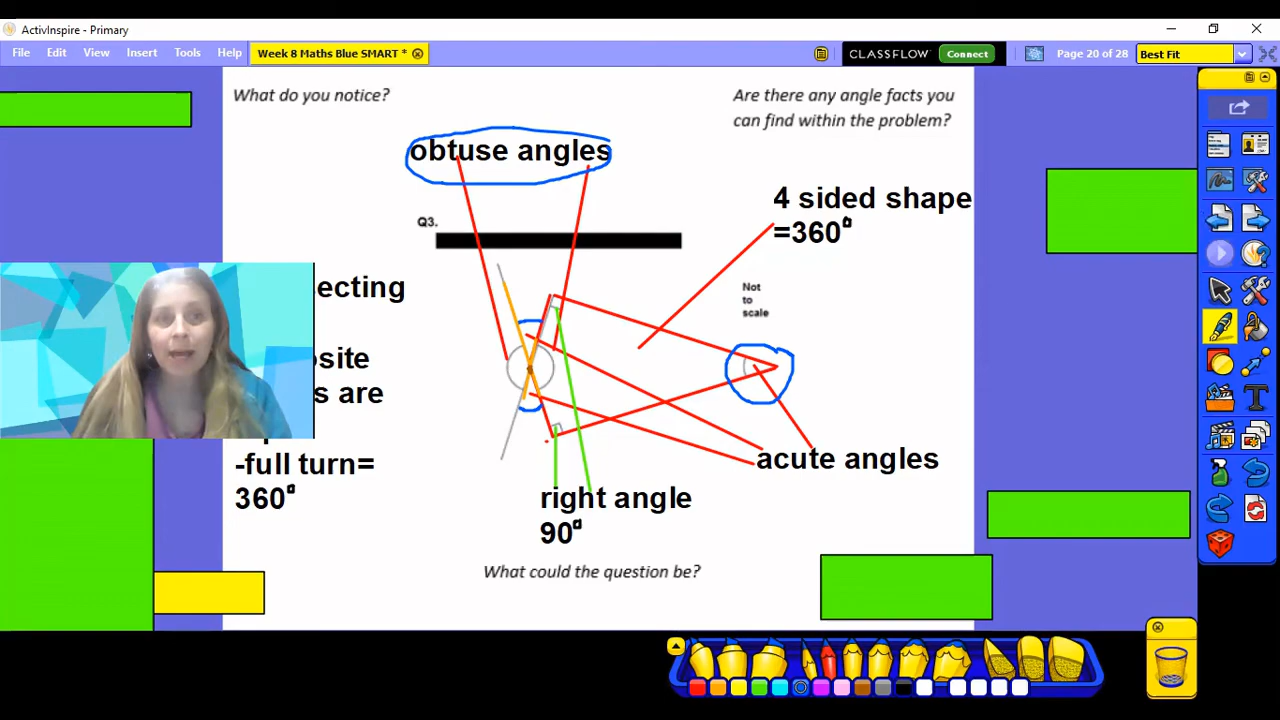 ActivInspire - Primary
File Edit View Insert Tools Help Week 8 Maths Blue SMART * CLASSFLOW Connect Page 20 of 28 Best Fit
What do you notice?
Are there any angle facts you
can find within the problem?
obtuse angles
4 sided shape
=360°
Q3.
Not
to
scale
are
-full turn=
360°
acute angles
right angle
90°
What could the question be?